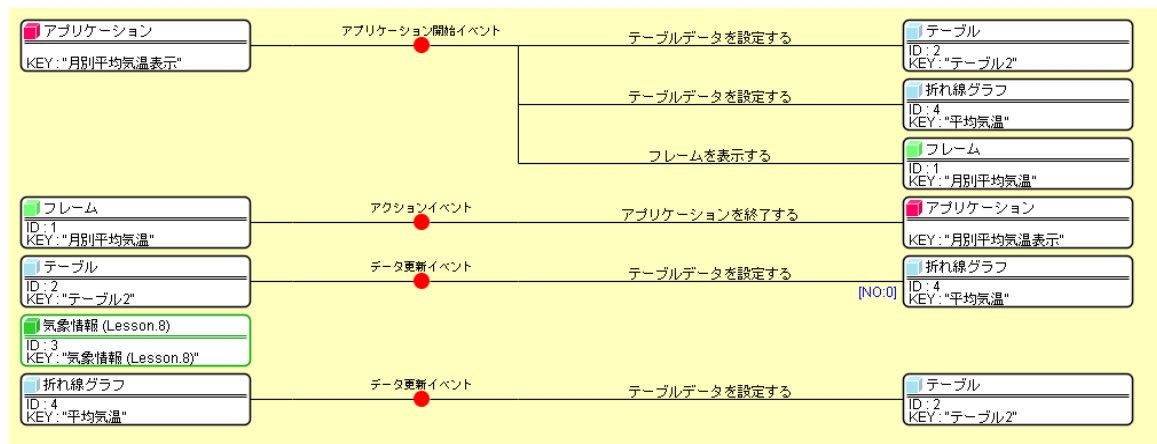 アプリケーション
KEY : "月別平均気温表示"
アプリケーション開始イベント
テーブルデータを設定する
テーブル
ID : 2
KEY : "テーブル2"
テーブルデータを設定する
折れ線グラフ
ID : 4
KEY : "平均気温"
フレームを表示する
フレーム
ID : 1
KEY : "月別平均気温"
フレーム
ID : 1
KEY : "月別平均気温"
アクションイベント
アプリケーションを終了する
アプリケーション
KEY : "月別平均気温表示"
テーブル
ID : 2
KEY : "テーブル2"
データ更新イベント
テーブルデータを設定する
[NO:0]
折れ線グラフ
ID : 4
KEY : "平均気温"
気象情報 (Lesson.8)
ID : 3
KEY : "気象情報 (Lesson.8)"
折れ線グラフ
ID : 4
KEY : "平均気温"
データ更新イベント
テーブルデータを設定する
テーブル
ID : 2
KEY : "テーブル2"